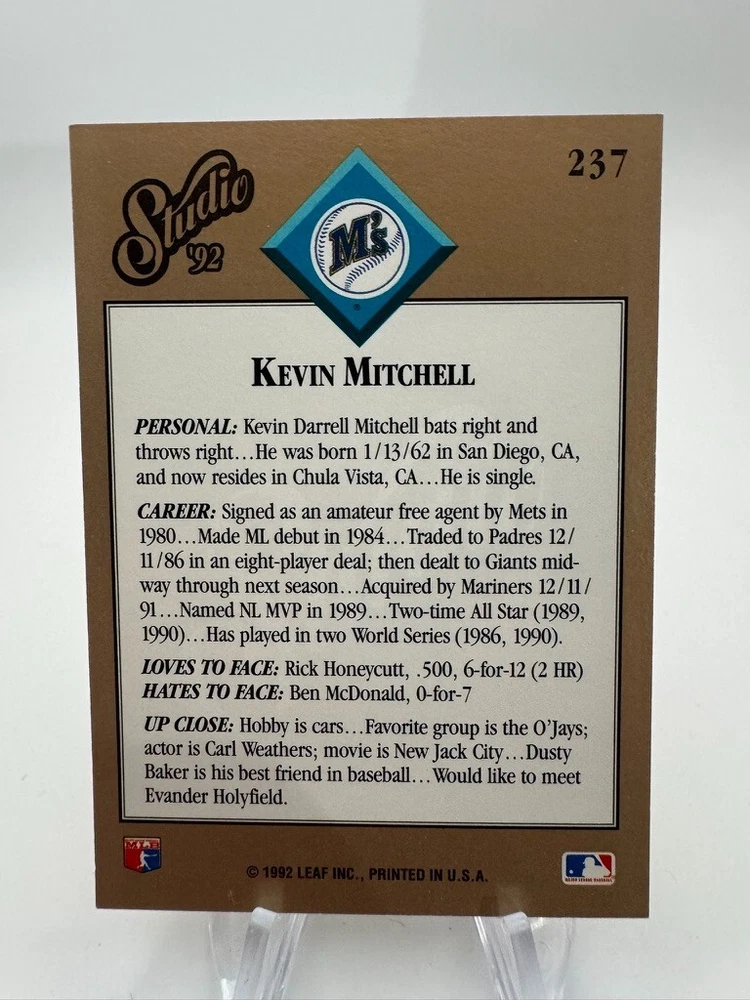 Studio
'92
237
M's
KEVIN MITCHELL
PERSONAL: Kevin Darrell Mitchell bats right and
throws right...He was born 1/13/62 in San Diego, CA,
and now resides in Chula Vista, CA...He is single.
CAREER: Signed as an amateur free agent by Mets in
1980...Made ML debut in 1984...Traded to Padres 12/
11/86 in an eight-player deal; then dealt to Giants mid-
way through next season...Acquired by Mariners 12/11/
91...Named NL MVP in 1989...Two-time All Star (1989,
1990)...Has played in two World Series (1986, 1990).
LOVES TO FACE: Rick Honeycutt, .500, 6-for-12 (2 HR)
HATES TO FACE: Ben McDonald, 0-for-7
UP CLOSE: Hobby is cars...Favorite group is the O'Jays;
actor is Carl Weathers; movie is New Jack City...Dusty
Baker is his best friend in baseball...Would like to meet
Evander Holyfield.
MLB
© 1992 LEAF INC., PRINTED IN U.S.A.